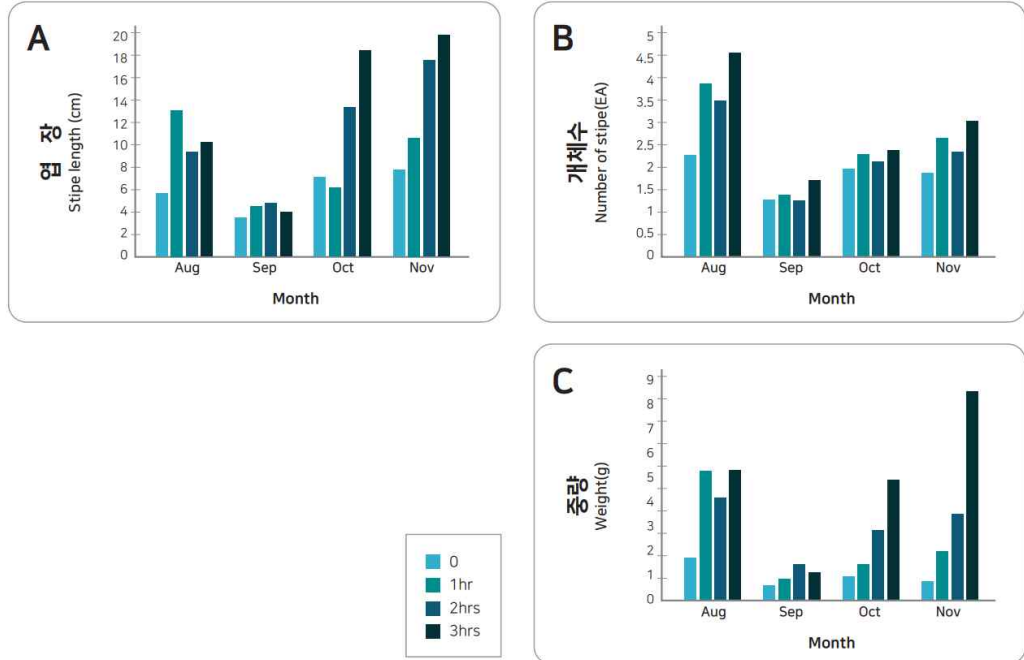 A
엽 장
Stipe length (cm)
20
18
16
14
12
10
8
6
4
2
0
Aug Sep Oct Nov
Month
B
개체수
Number of stipe(EA)
5
4.5
4
3.5
3
2.5
2
1.5
1
0.5
0
Aug Sep Oct Nov
Month
C
중량
Weight(g)
9
8
7
6
5
4
3
2
1
0
Aug Sep Oct Nov
Month
0
1hr
2hrs
3hrs